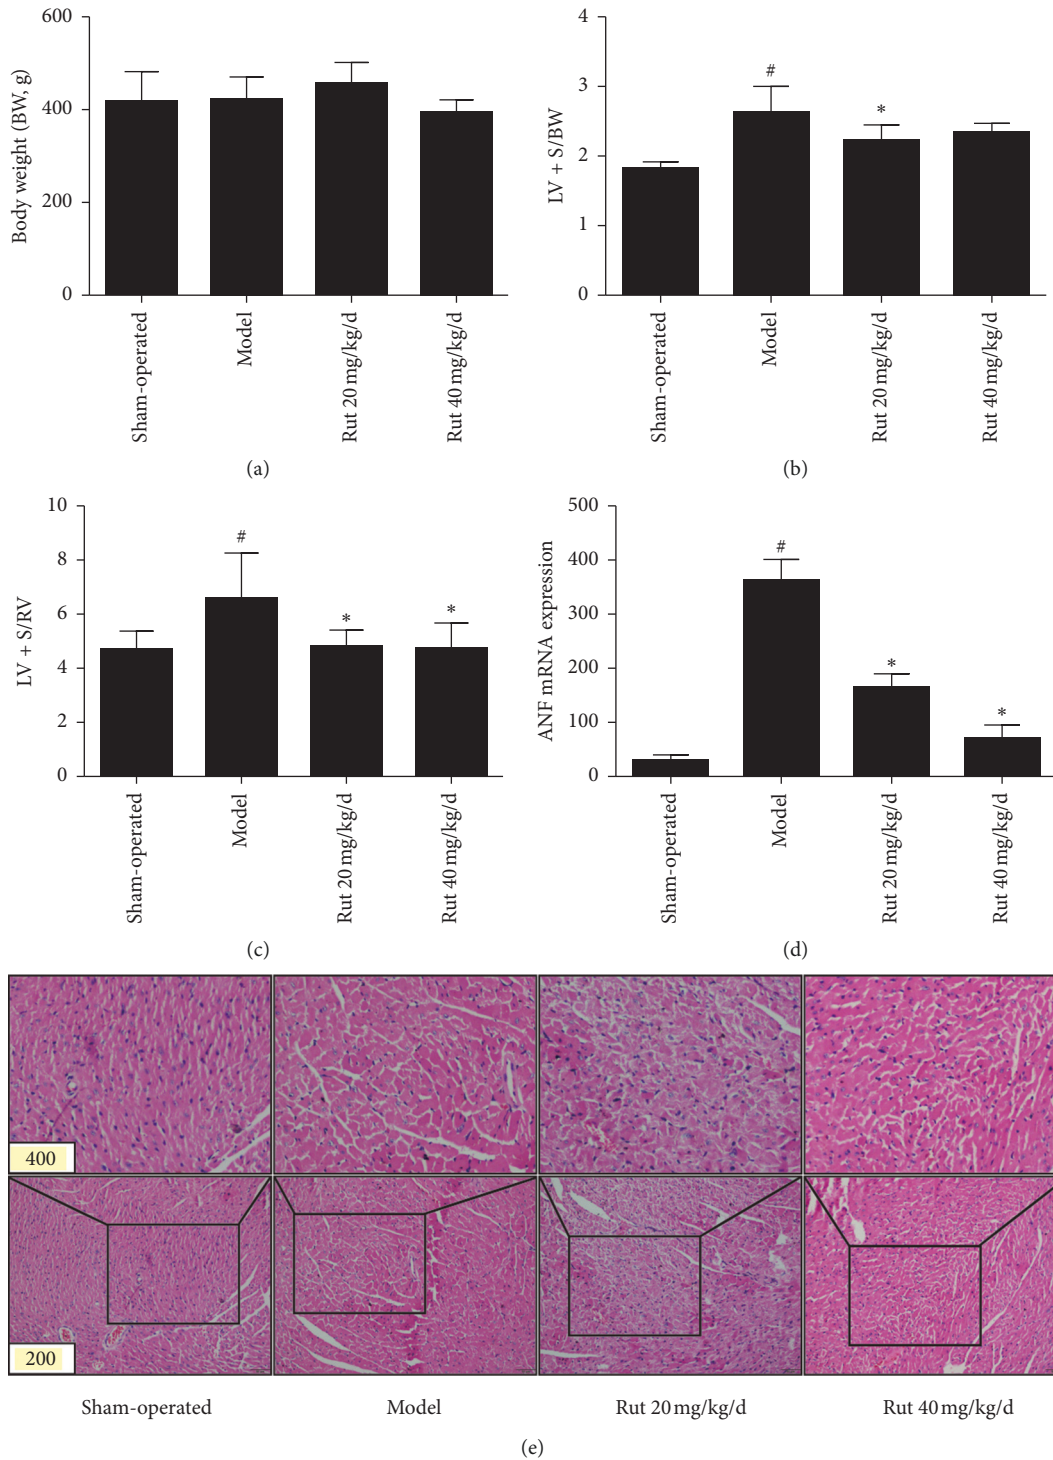 600
400
200
0
Body weight (BW, g)
Sham-operated
Model
Rut 20 mg/kg/d
Rut 40 mg/kg/d
(a)
4
3
2
1
0
LV + S/BW
#
*
Sham-operated
Model
Rut 20 mg/kg/d
Rut 40 mg/kg/d
(b)
10
8
6
4
2
0
LV + S/RV
#
*
*
Sham-operated
Model
Rut 20 mg/kg/d
Rut 40 mg/kg/d
(c)
500
400
300
200
100
0
ANF mRNA expression
#
*
*
Sham-operated
Model
Rut 20 mg/kg/d
Rut 40 mg/kg/d
(d)
400
200
Sham-operated
Model
Rut 20 mg/kg/d
Rut 40 mg/kg/d
(e)